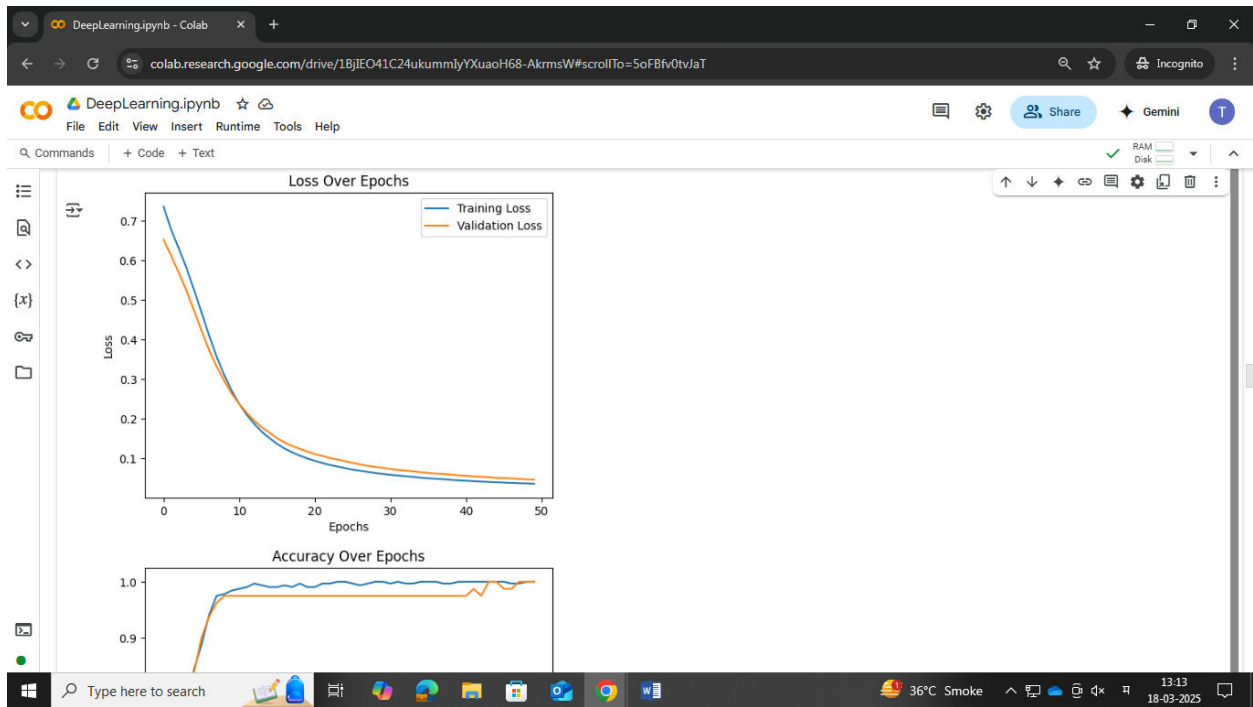 DeepLearning.ipynb - Colab
colab.research.google.com/drive/1BjIEO41C24ukummIyYXuaoH68-AkrmsW#scrollTo=5oFBfv0tvJaT
Incognito
DeepLearning.ipynb
File Edit View Insert Runtime Tools Help
Share
Gemini
T
Commands + Code + Text
RAM
Disk
Loss Over Epochs
Training Loss
Validation Loss
0.7
0.6
0.5
0.4
0.3
0.2
0.1
Loss
0 10 20 30 40 50
Epochs
Accuracy Over Epochs
1.0
0.9
Type here to search
36°C Smoke
म
13:13
18-03-2025